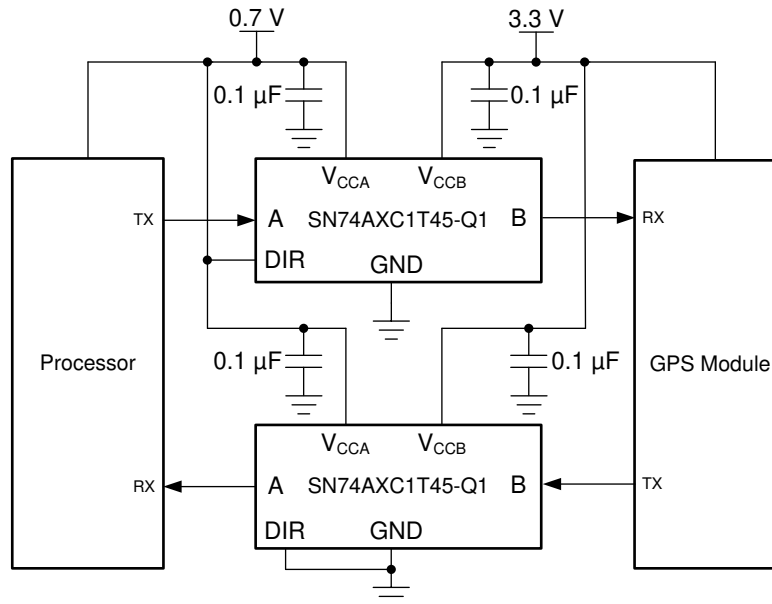 0.7 V
3.3 V
0.1 µF
0.1 µF
VCCA
VCCB
TX
A
SN74AXC1T45-Q1
B
RX
DIR
GND
Processor
GPS Module
0.1 µF
0.1 µF
VCCA
VCCB
RX
A
SN74AXC1T45-Q1
B
TX
DIR
GND